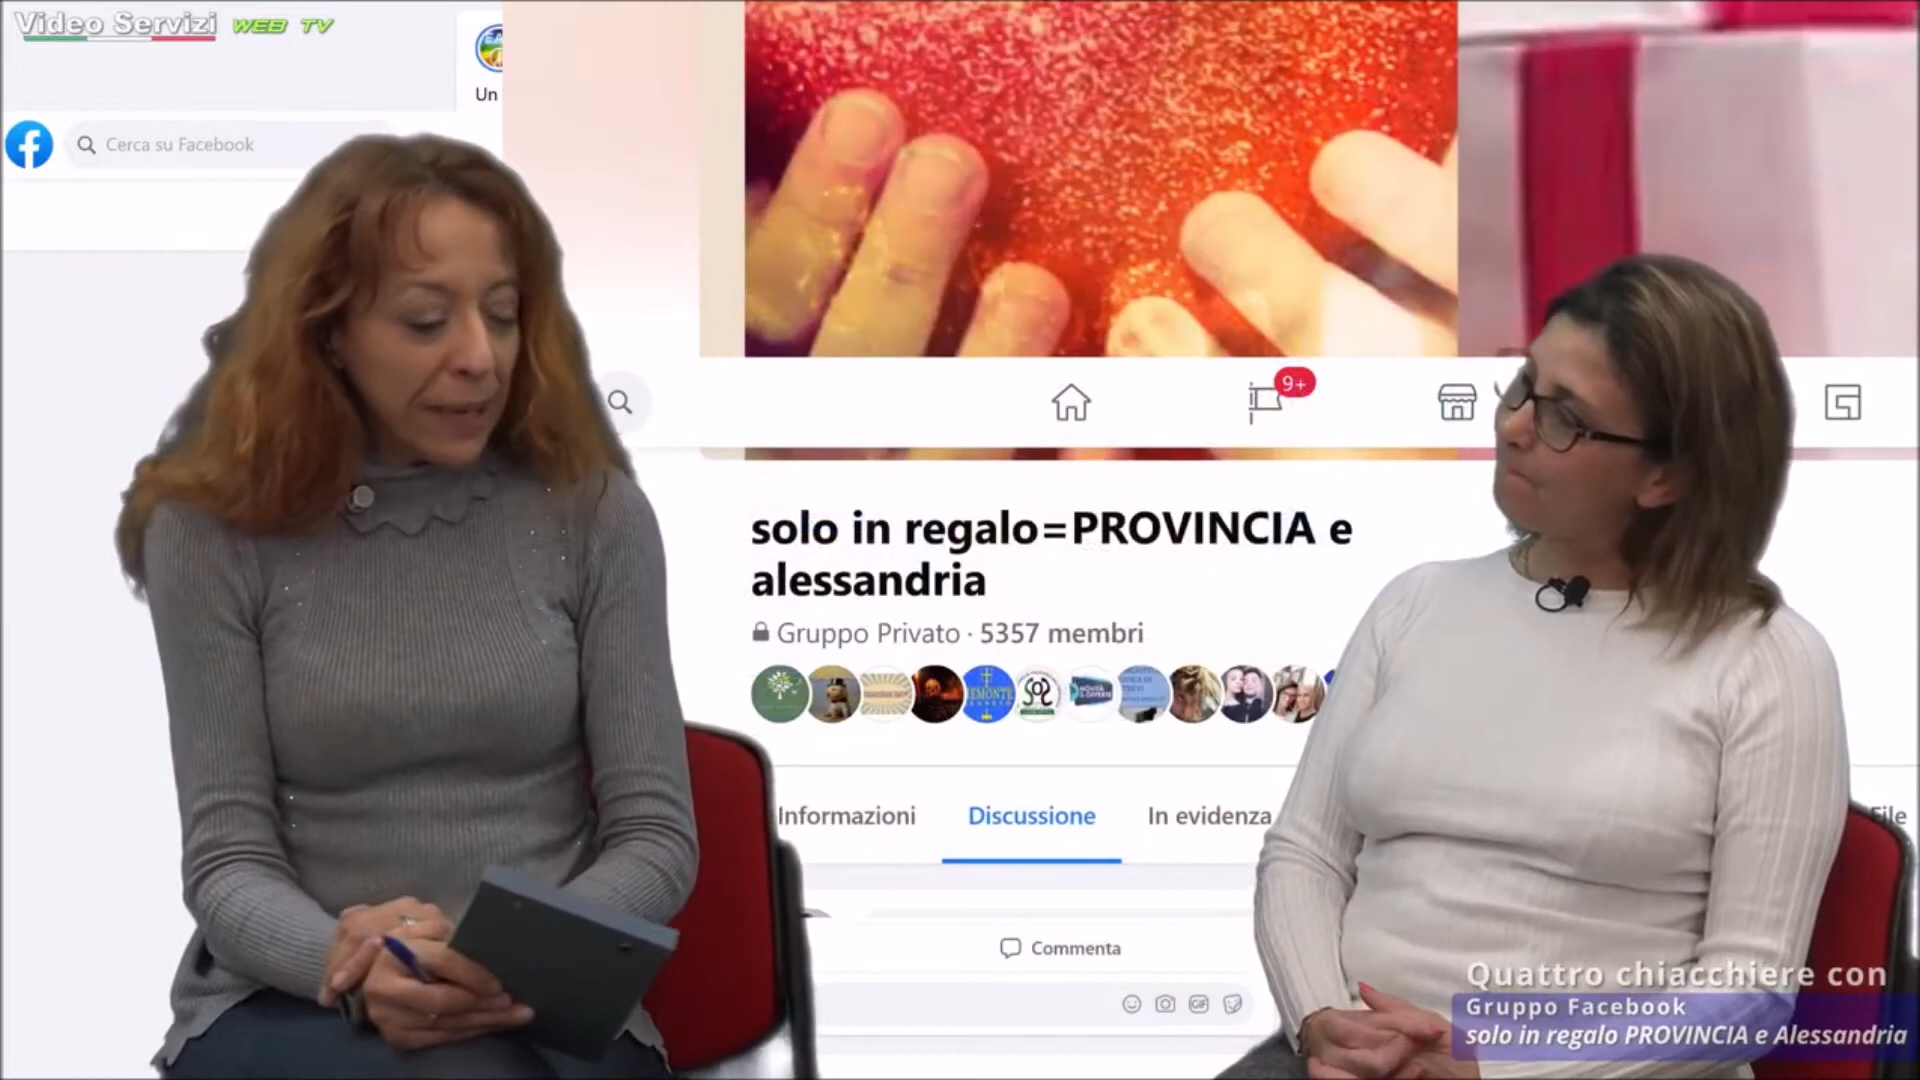 Video Servizi WEB TV
Un
Cerca su Facebook
9+
solo in regalo=PROVINCIA e
alessandria
Gruppo Privato · 5357 membri
Informazioni
Discussione
In evidenza
File
Commenta
GIF
Quattro chiacchiere con
Gruppo Facebook
solo in regalo PROVINCIA e Alessandria